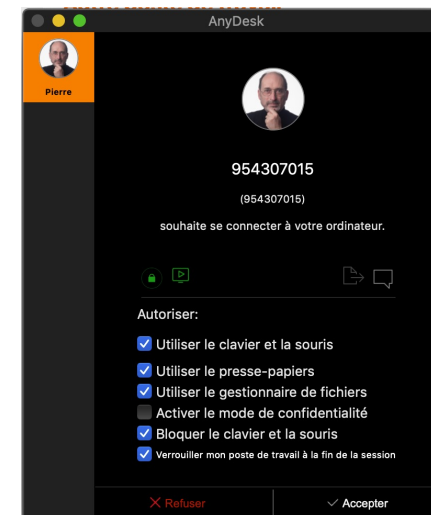 AnyDesk
Pierre
954307015
(954307015)
souhaite se connecter à votre ordinateur.
Autoriser:
Utiliser le clavier et la souris
Utiliser le presse-papiers
Utiliser le gestionnaire de fichiers
Activer le mode de confidentialité
Bloquer le clavier et la souris
Verrouiller mon poste de travail à la fin de la session
Refuser
Accepter